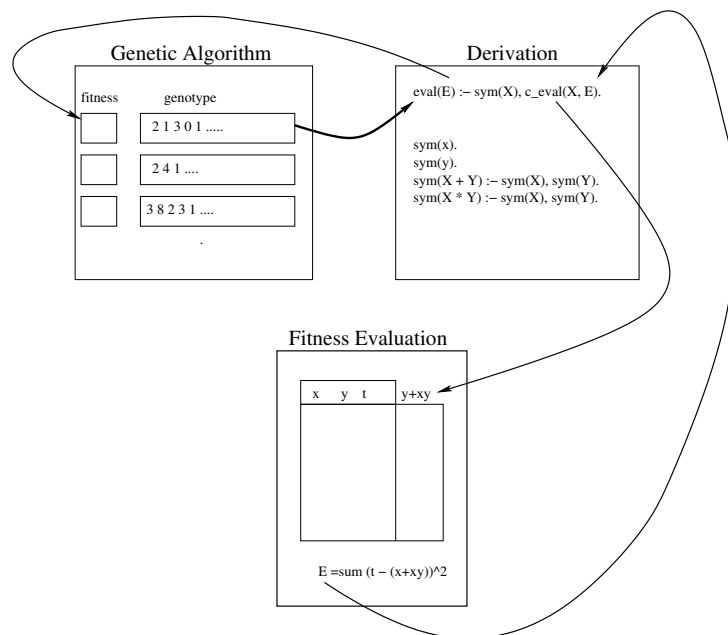 Genetic Algorithm
fitness genotype
2 1 3 0 1 .....
2 4 1 ....
3 8 2 3 1 ....
.
Derivation
eval(E) :− sym(X), c_eval(X, E).
sym(x).
sym(y).
sym(X + Y) :− sym(X), sym(Y).
sym(X * Y) :− sym(X), sym(Y).
Fitness Evaluation
x y t y+xy
E =sum (t − (x+xy))^2